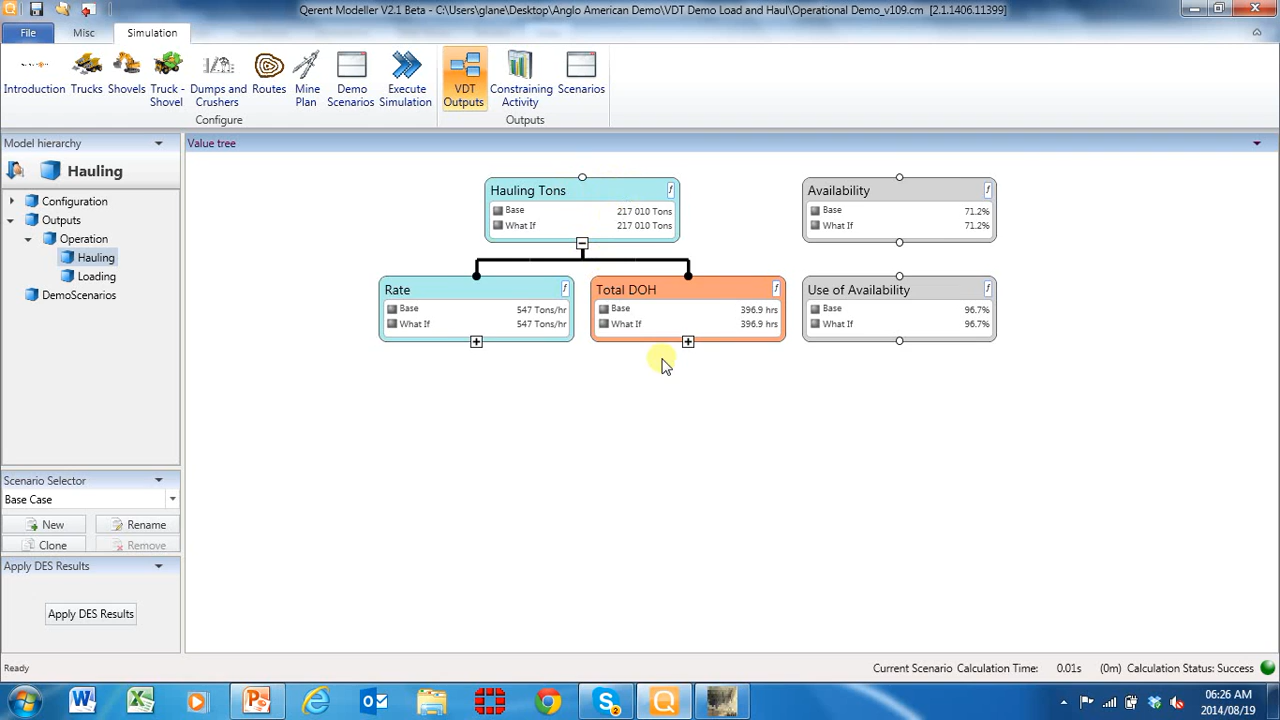 Qerent Modeller V2.1 Beta - C:\Users\glane\Desktop\Anglo American Demo\VDT Demo Load and Haul\Operational Demo_v109.cm [2.1.1406.11399]
File Misc Simulation
Introduction Trucks Shovels Truck - Shovel Dumps and Crushers Routes Mine Plan Demo Scenarios Execute Simulation VDT Outputs Constraining Activity Scenarios
Configure Outputs
Model hierarchy
Hauling
Configuration
Outputs
Operation
Hauling
Loading
DemoScenarios
Scenario Selector
Base Case
New Rename
Clone Remove
Apply DES Results
Apply DES Results
Value tree
Hauling Tons f
Base 217 010 Tons
What If 217 010 Tons
Availability f
Base 71.2%
What If 71.2%
Rate f
Base 547 Tons/hr
What If 547 Tons/hr
Total DOH f
Base 396.9 hrs
What If 396.9 hrs
Use of Availability f
Base 96.7%
What If 96.7%
Ready Current Scenario Calculation Time: 0.01s (0m) Calculation Status: Success
06:26 AM
2014/08/19